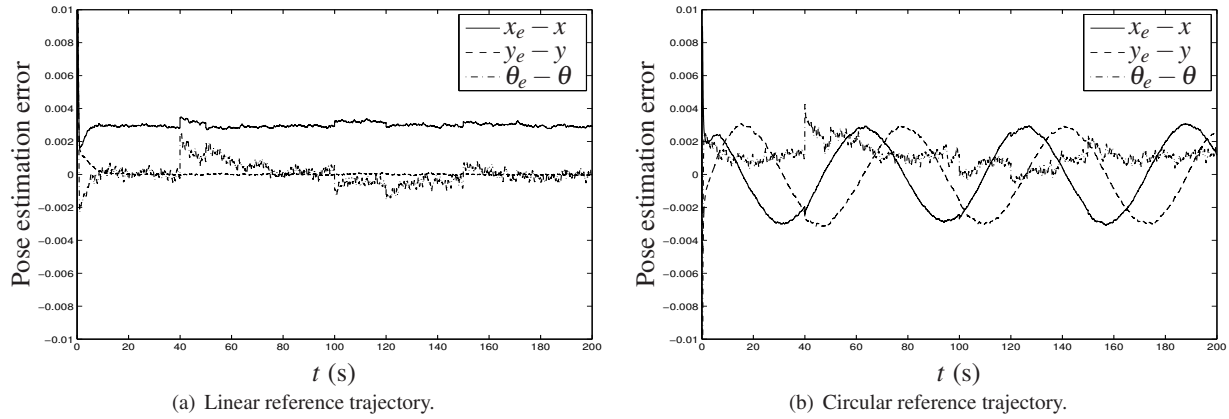 0.01
0.008
0.006
0.004
0.002
0
−0.002
−0.004
−0.006
−0.008
−0.01
Pose estimation error
x_e − x
y_e − y
θ_e − θ
0 20 40 60 80 100 120 140 160 180 200
t (s)
(a) Linear reference trajectory.
0.01
0.008
0.006
0.004
0.002
0
−0.002
−0.004
−0.006
−0.008
−0.01
Pose estimation error
x_e − x
y_e − y
θ_e − θ
0 20 40 60 80 100 120 140 160 180 200
t (s)
(b) Circular reference trajectory.